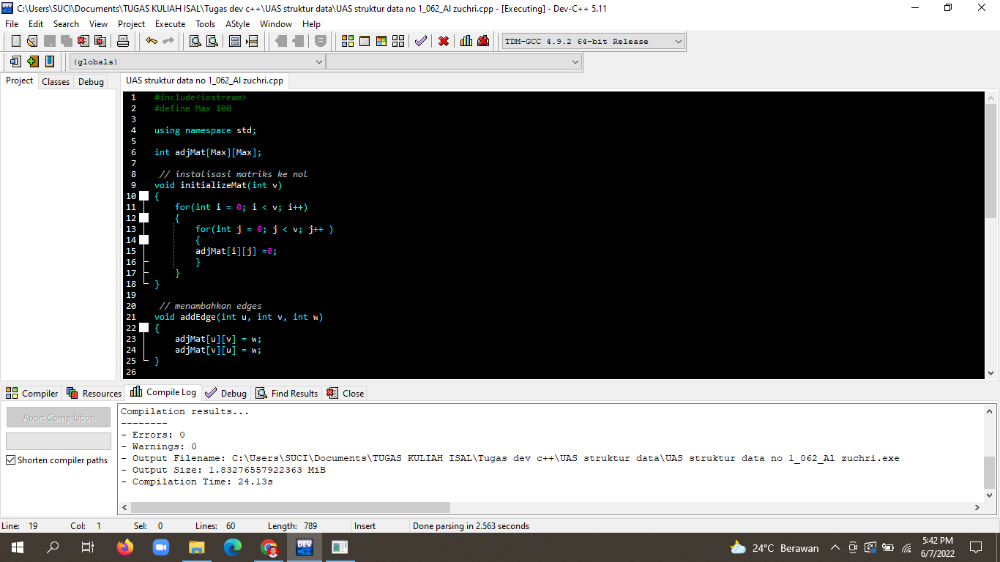 C:\Users\SUCI\Documents\TUGAS KULIAH ISAL\Tugas dev c++\UAS struktur data\UAS struktur data no 1_062_Al zuchri.cpp - [Executing] - Dev-C++ 5.11
File Edit Search View Project Execute Tools AStyle Window Help
TDM-GCC 4.9.2 64-bit Release
(globals)
Project Classes Debug
UAS struktur data no 1_062_Al zuchri.cpp
1 #include<iostream>
2 #define Max 100
3
4 using namespace std;
5
6 int adjMat[Max][Max];
7
8 // instalisasi matriks ke nol
9 void initializeMat(int v)
10 {
11 for(int i = 0; i < v; i++)
12 {
13 for(int j = 0; j < v; j++ )
14 {
15 adjMat[i][j] =0;
16 }
17 }
18 }
19
20 // menambahkan edges
21 void addEdge(int u, int v, int w)
22 {
23 adjMat[u][v] = w;
24 adjMat[v][u] = w;
25 }
26
Compiler Resources Compile Log Debug Find Results Close
Abort Compilation
Shorten compiler paths
Compilation results...
--------
- Errors: 0
- Warnings: 0
- Output Filename: C:\Users\SUCI\Documents\TUGAS KULIAH ISAL\Tugas dev c++\UAS struktur data\UAS struktur data no 1_062_Al zuchri.exe
- Output Size: 1.83276557922363 MiB
- Compilation Time: 24.13s
Line: 19 Col: 1 Sel: 0 Lines: 60 Length: 789 Insert Done parsing in 2.563 seconds
DEV
24°C Berawan
5:42 PM
6/7/2022